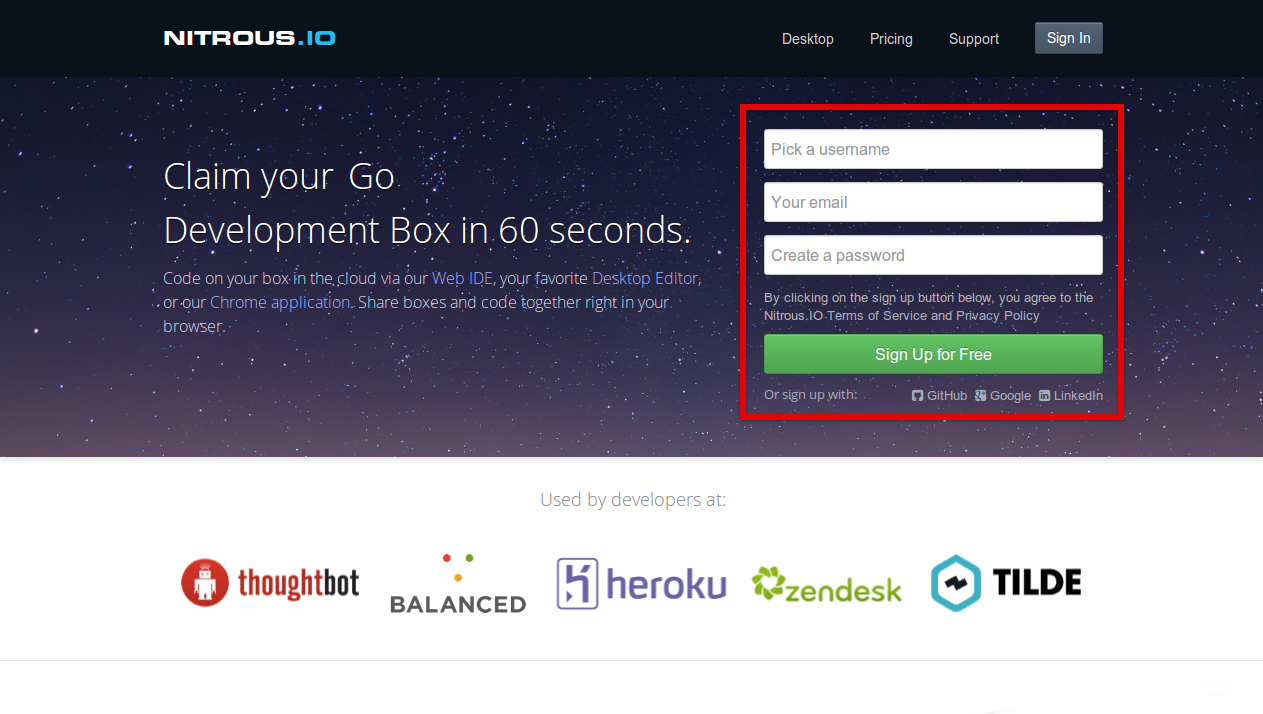 NITROUS.IO
Desktop
Pricing
Support
Sign In
Claim your Go
Development Box in 60 seconds.
Code on your box in the cloud via our Web IDE, your favorite Desktop Editor,
or our Chrome application. Share boxes and code together right in your
browser.
Pick a username
Your email
Create a password
By clicking on the sign up button below, you agree to the
Nitrous.IO Terms of Service and Privacy Policy
Sign Up for Free
Or sign up with:
GitHub
Google
LinkedIn
Used by developers at:
thoughtbot
BALANCED
heroku
zendesk
TILDE